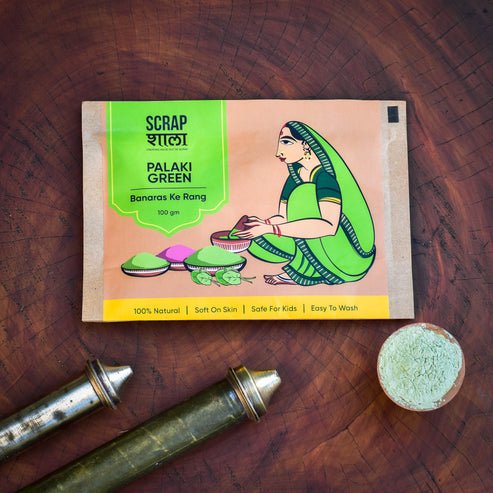 SCRAP
शाला
PALAKI
GREEN
Banaras Ke Rang
100 gm
100% Natural | Soft On Skin | Safe For Kids | Easy To Wash